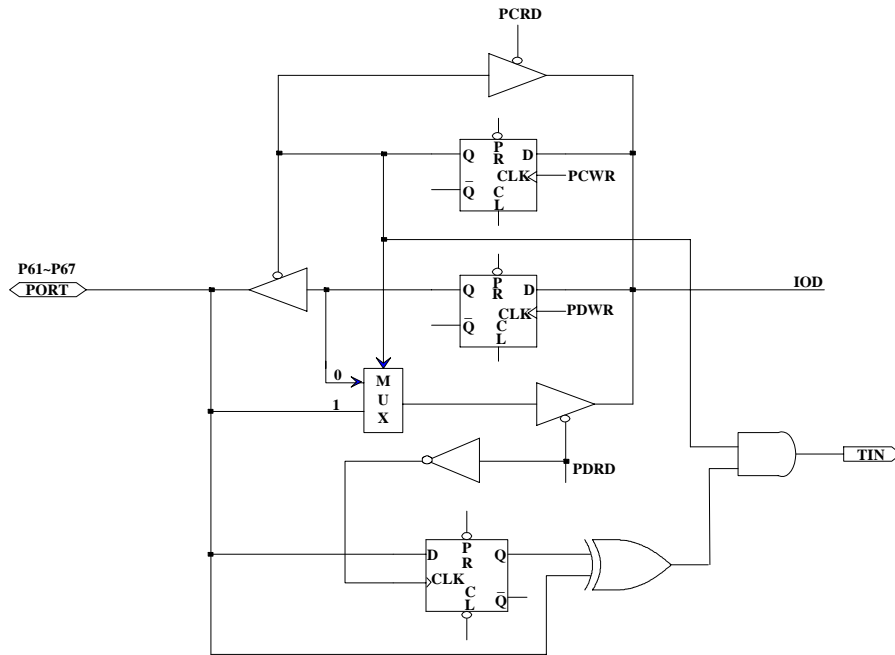 PCRD
Q
P
R
D
CLK
PCWR
Q̄
C
L
P61~P67
PORT
Q
P
R
D
IOD
CLK
PDWR
Q̄
C
L
0
M
U
X
1
PDRD
TIN
D
P
R
Q
CLK
C
L
Q̄